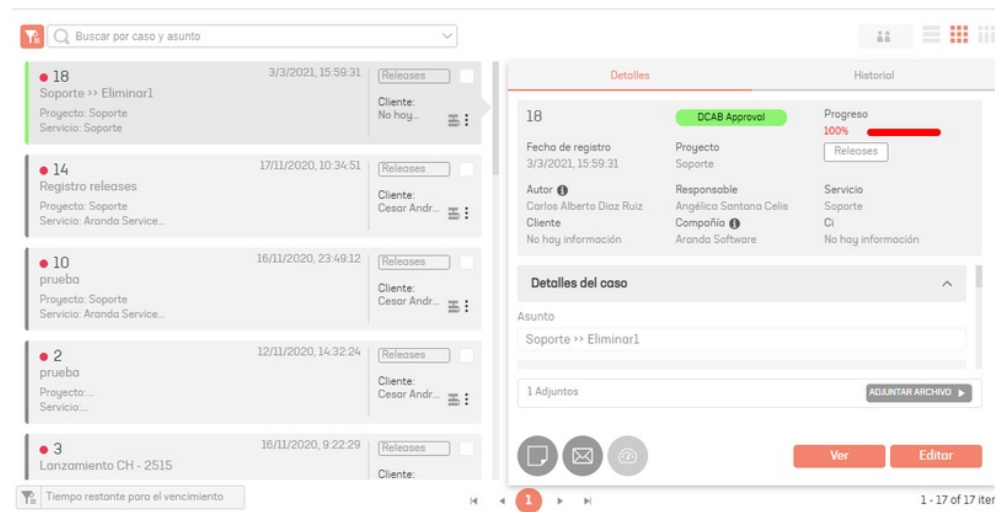 Buscar por caso y asunto
18
3/3/2021, 15:59:31
Releases
Soporte >> Eliminar1
Cliente:
No hay...
Proyecto: Soporte
Servicio: Soporte
14
17/11/2020, 10:34:51
Releases
Registro releases
Cliente:
Cesar Andr...
Proyecto: Soporte
Servicio: Aranda Service...
10
16/11/2020, 23:49:12
Releases
prueba
Cliente:
Cesar Andr...
Proyecto: Soporte
Servicio: Aranda Service...
2
12/11/2020, 14:32:24
Releases
prueba
Cliente:
Cesar Andr...
Proyecto:...
Servicio:...
3
16/11/2020, 9:22:29
Releases
Lanzamiento CH - 2515
Cliente:
Tiempo restante para el vencimiento
Detalles
Historial
18
DCAB Approval
Progreso
100%
Fecha de registro
3/3/2021, 15:59:31
Proyecto
Soporte
Releases
Autor
Carlos Alberto Diaz Ruiz
Responsable
Angélica Santana Celis
Servicio
Soporte
Cliente
No hay información
Compañía
Aranda Software
Ci
No hay información
Detalles del caso
Asunto
Soporte >> Eliminar1
1 Adjuntos
ADJUNTAR ARCHIVO
Ver
Editar
1
1 - 17 of 17 iter